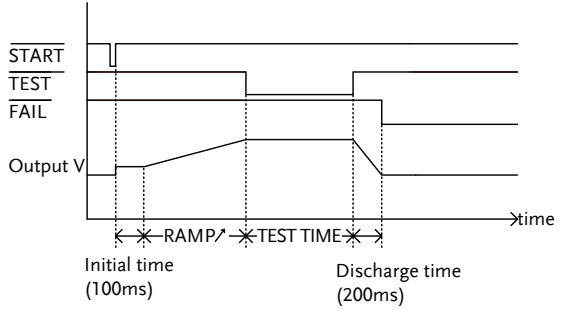 START
TEST
FAIL
Output V
time
RAMP↗
TEST TIME
Initial time
(100ms)
Discharge time
(200ms)